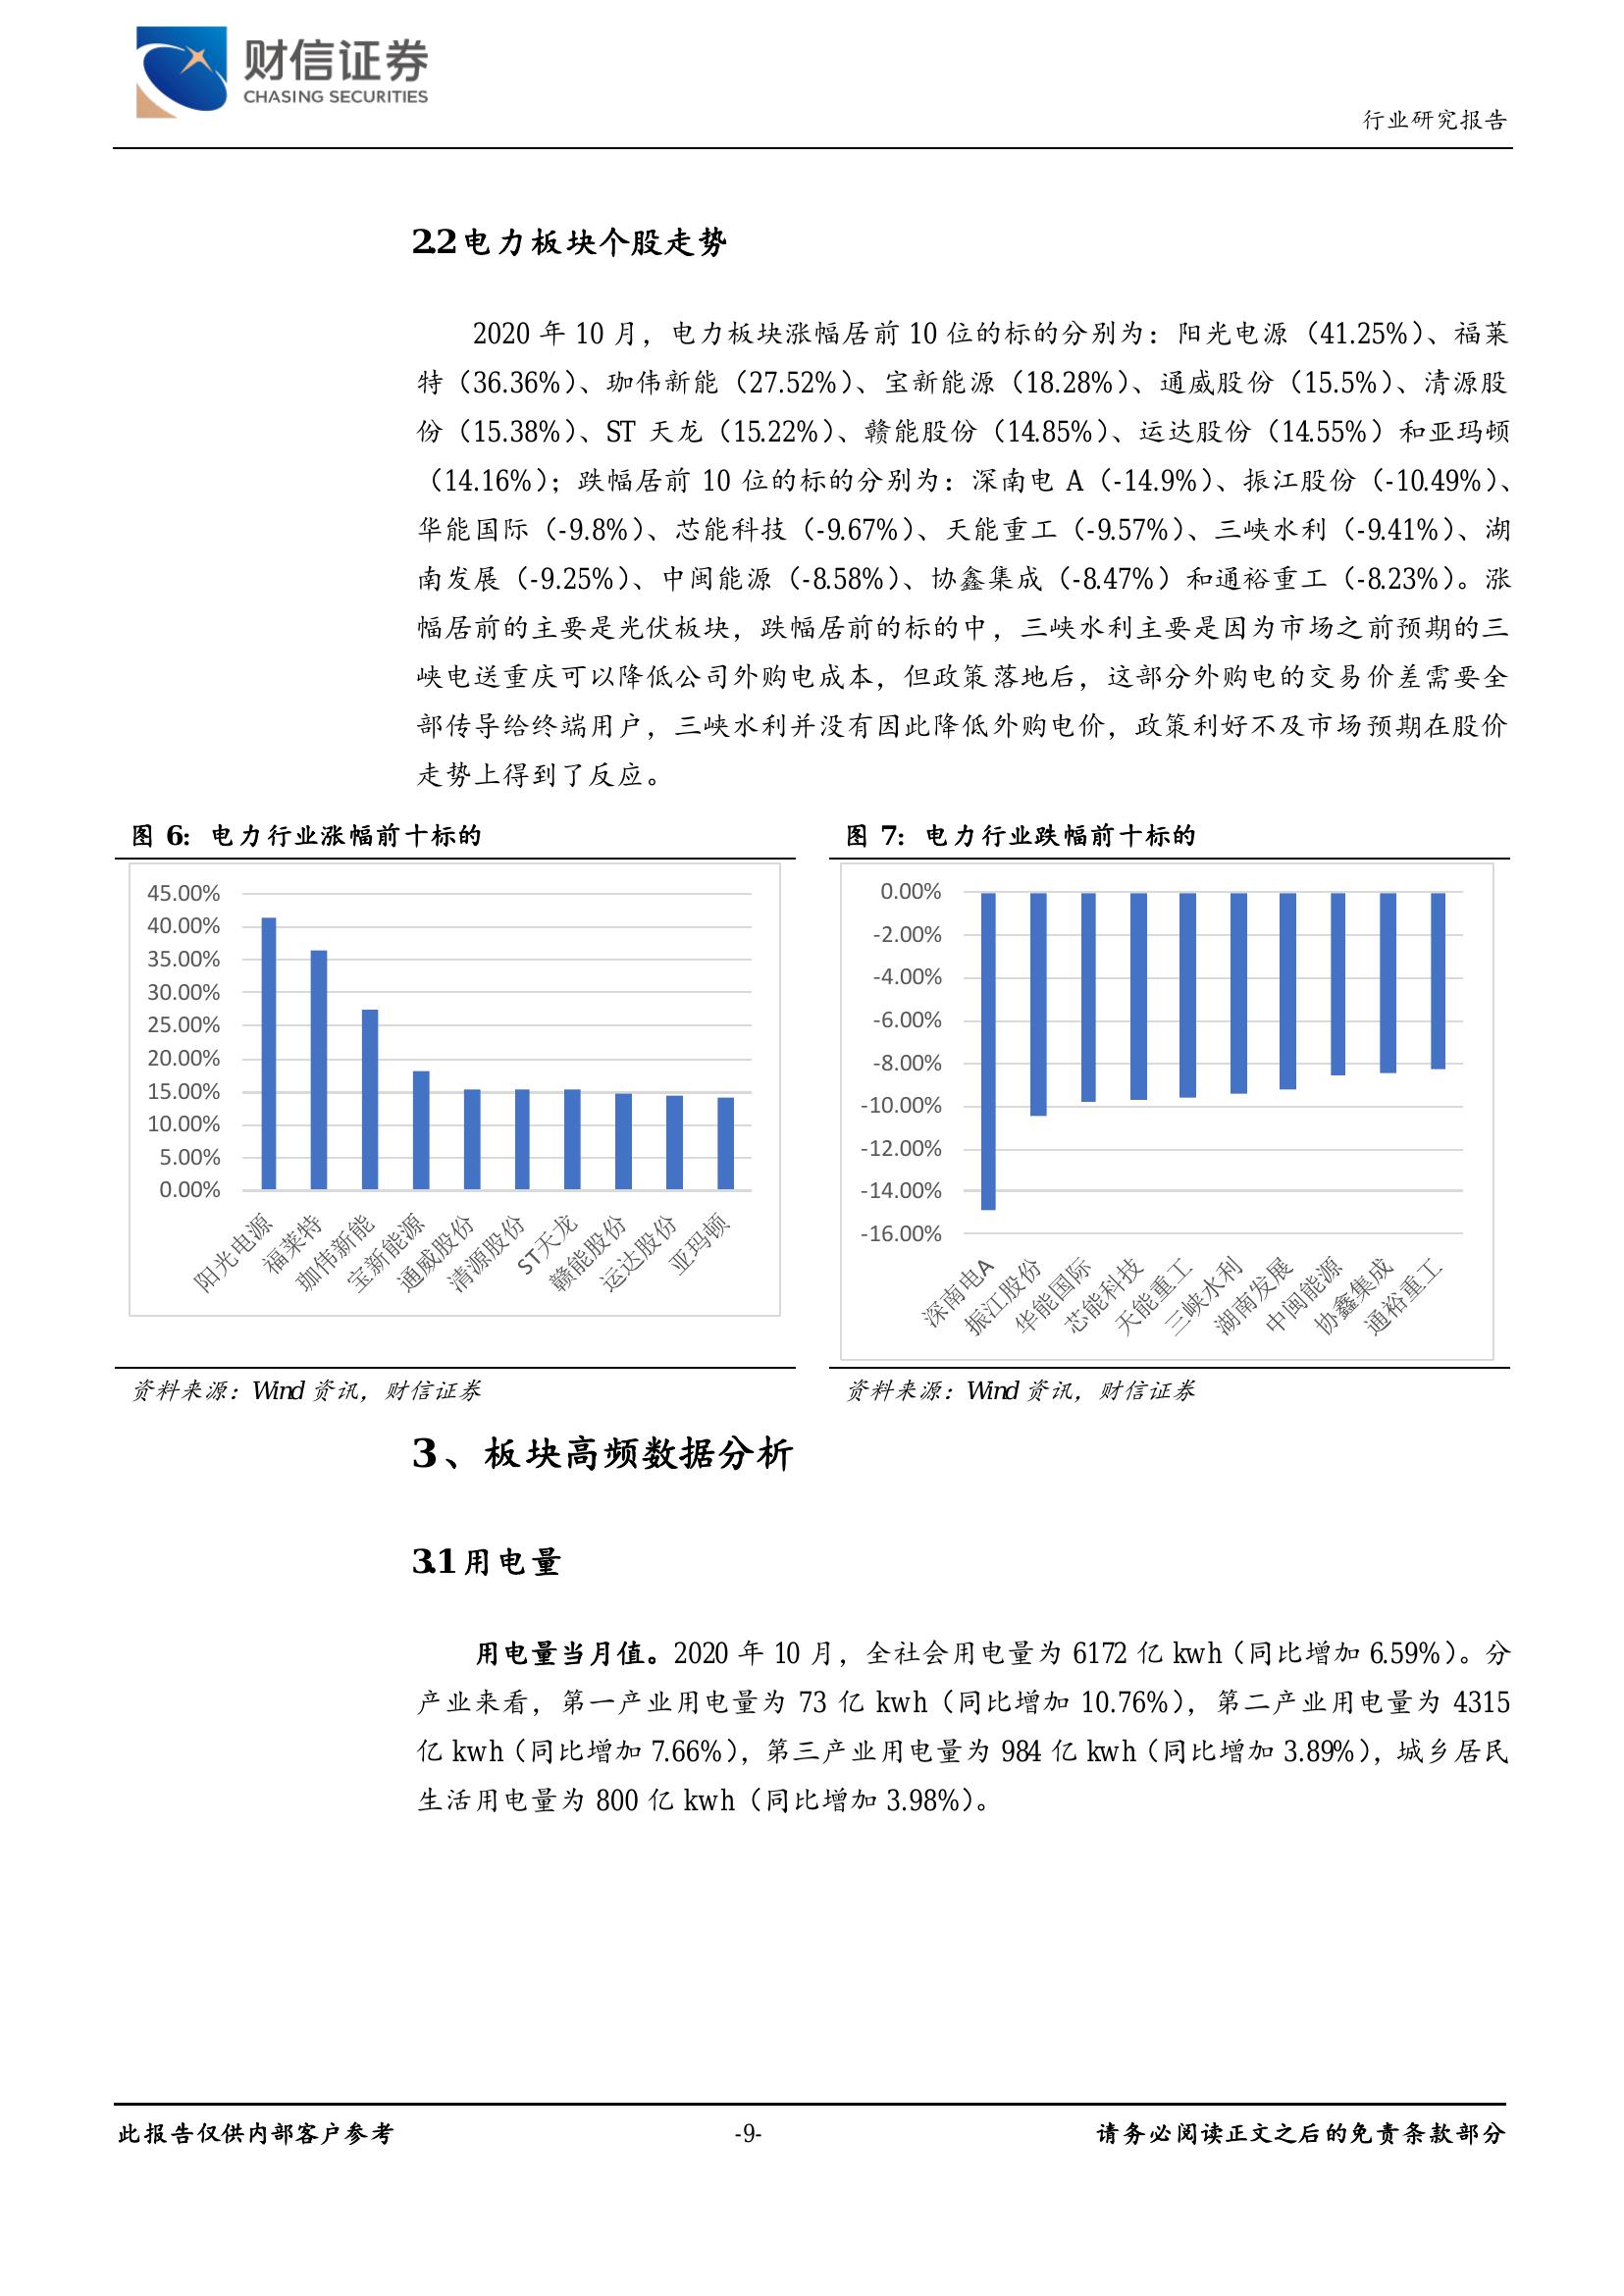 财信证券
CHASING SECURITIES
行业研究报告
2.2 电力板块个股走势
2020 年 10 月，电力板块涨幅居前 10 位的标的分别为：阳光电源（41.25%）、福莱
特（36.36%）、珈伟新能（27.52%）、宝新能源（18.28%）、通威股份（15.5%）、清源股
份（15.38%）、ST 天龙（15.22%）、赣能股份（14.85%）、运达股份（14.55%）和亚玛顿
（14.16%）；跌幅居前 10 位的标的分别为：深南电 A（-14.9%）、振江股份（-10.49%）、
华能国际（-9.8%）、芯能科技（-9.67%）、天能重工（-9.57%）、三峡水利（-9.41%）、湖
南发展（-9.25%）、中闽能源（-8.58%）、协鑫集成（-8.47%）和通裕重工（-8.23%）。涨
幅居前的主要是光伏板块，跌幅居前的标的中，三峡水利主要是因为市场之前预期的三
峡电送重庆可以降低公司外购电成本，但政策落地后，这部分外购电的交易价差需要全
部传导给终端用户，三峡水利并没有因此降低外购电价，政策利好不及市场预期在股价
走势上得到了反应。
图 6：电力行业涨幅前十标的
45.00%
40.00%
35.00%
30.00%
25.00%
20.00%
15.00%
10.00%
5.00%
0.00%
阳光电源
福莱特
珈伟新能
宝新能源
通威股份
清源股份
ST天龙
赣能股份
运达股份
亚玛顿
资料来源：Wind 资讯，财信证券
图 7：电力行业跌幅前十标的
0.00%
-2.00%
-4.00%
-6.00%
-8.00%
-10.00%
-12.00%
-14.00%
-16.00%
深南电A
振江股份
华能国际
芯能科技
天能重工
三峡水利
湖南发展
中闽能源
协鑫集成
通裕重工
资料来源：Wind 资讯，财信证券
3、板块高频数据分析
3.1 用电量
用电量当月值。2020 年 10 月，全社会用电量为 6172 亿 kwh（同比增加 6.59%）。分
产业来看，第一产业用电量为 73 亿 kwh（同比增加 10.76%），第二产业用电量为 4315
亿 kwh（同比增加 7.66%），第三产业用电量为 984 亿 kwh（同比增加 3.89%），城乡居民
生活用电量为 800 亿 kwh（同比增加 3.98%）。
此报告仅供内部客户参考
-9-
请务必阅读正文之后的免责条款部分